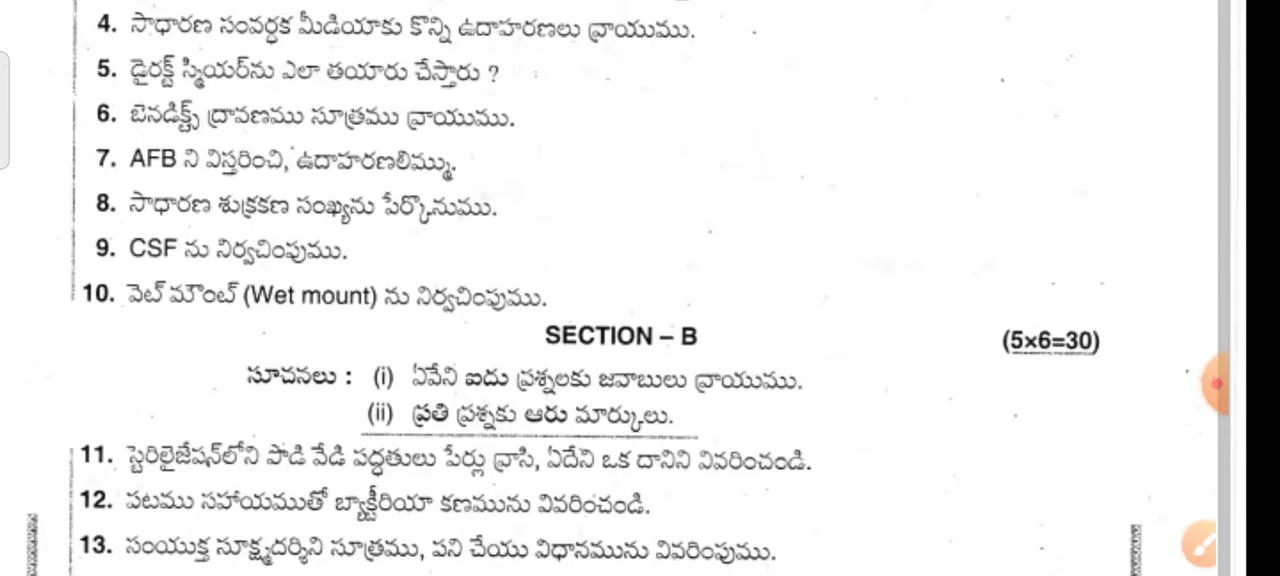 4. సాధారణ సంవర్ధక మీడియాకు కొన్ని ఉదాహరణలు వ్రాయుము.
5. డైరక్ట్ స్మియర్‌ను ఎలా తయారు చేస్తారు ?
6. బెనడిక్ట్స్ ద్రావణము సూత్రము వ్రాయుము.
7. AFB ని విస్తరించి, ఉదాహరణలిమ్ము.
8. సాధారణ శుక్రకణ సంఖ్యను పేర్కొనుము.
9. CSF ను నిర్వచింపుము.
10. వెట్ మౌంట్ (Wet mount) ను నిర్వచింపుము.
SECTION – B (5×6=30)
సూచనలు : (i) ఏవేని ఐదు ప్రశ్నలకు జవాబులు వ్రాయుము.
(ii) ప్రతి ప్రశ్నకు ఆరు మార్కులు.
11. స్టెరిలైజేషన్‌లోని పొడి వేడి పద్ధతులు పేర్లు వ్రాసి, ఏదేని ఒక దానిని వివరించండి.
12. పటము సహాయముతో బ్యాక్టీరియా కణమును వివరించండి.
13. సంయుక్త సూక్ష్మదర్శిని సూత్రము, పని చేయు విధానమును వివరింపుము.